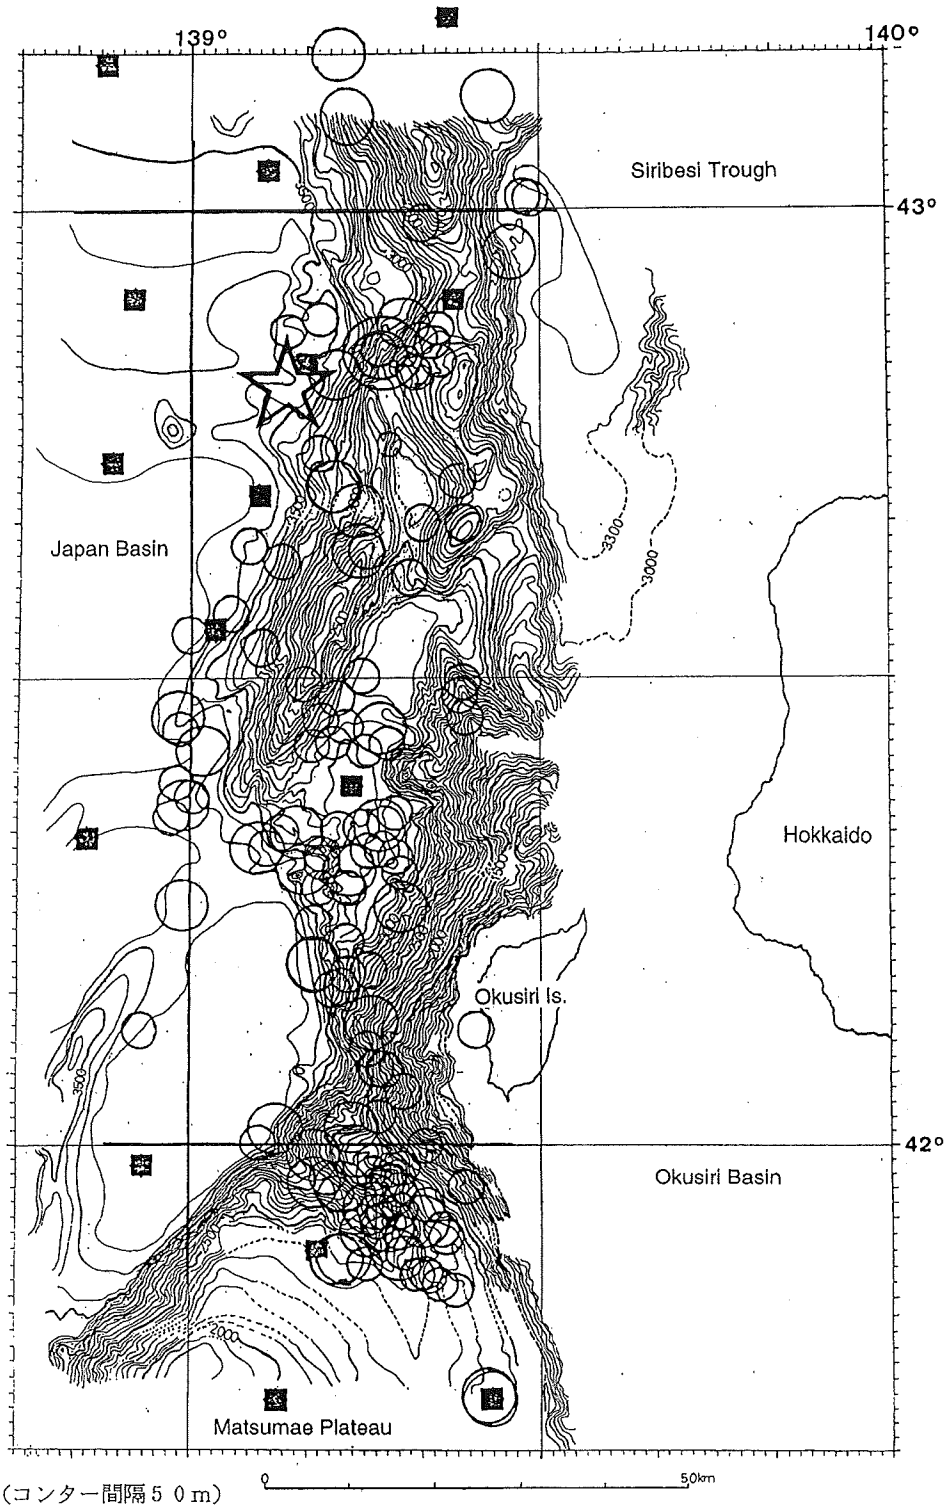 139°
140°
Siribesi Trough
43°
Japan Basin
3300
3000
Hokkaido
Okusiri Is.
3500
42°
Okusiri Basin
2000
Matsumae Plateau
0
50km
(コンター間隔50m)